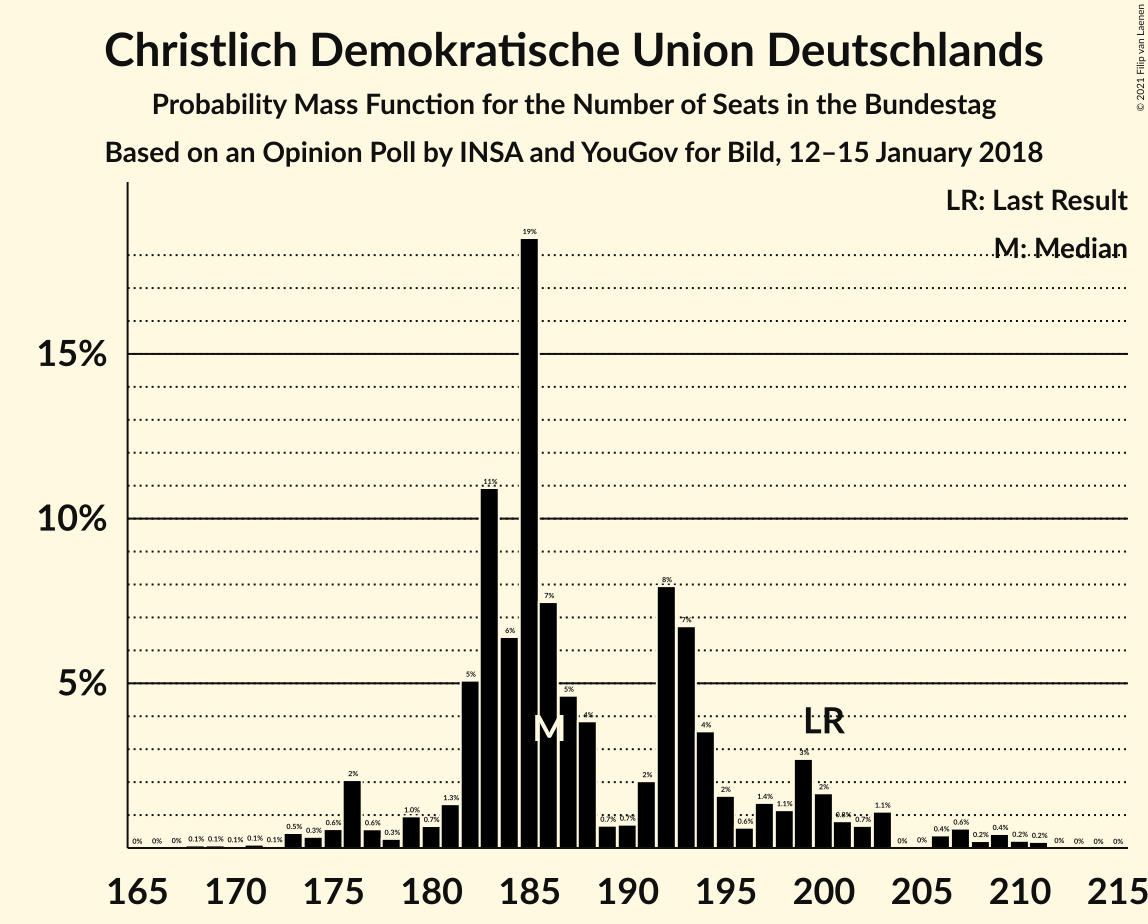 © 2021 Filip van Laenen
Christlich Demokratische Union Deutschlands
Probability Mass Function for the Number of Seats in the Bundestag
Based on an Opinion Poll by INSA and YouGov for Bild, 12–15 January 2018
LR: Last Result
M: Median
15%
10%
5%
0% 0% 0% 0.1% 0.1% 0.1% 0.1% 0.1% 0.5% 0.3% 0.6% 2% 0.6% 0.3% 1.0% 0.7% 1.3% 5% 11% 6% 19% 7% 5% 4% 0.7% 0.7% 2% 8% 7% 4% 2% 0.6% 1.4% 1.1% 3% 2% 0.8% 0.7% 1.1% 0% 0% 0.4% 0.6% 0.2% 0.4% 0.2% 0.2% 0% 0% 0% 0%
M
LR
165 170 175 180 185 190 195 200 205 210 215